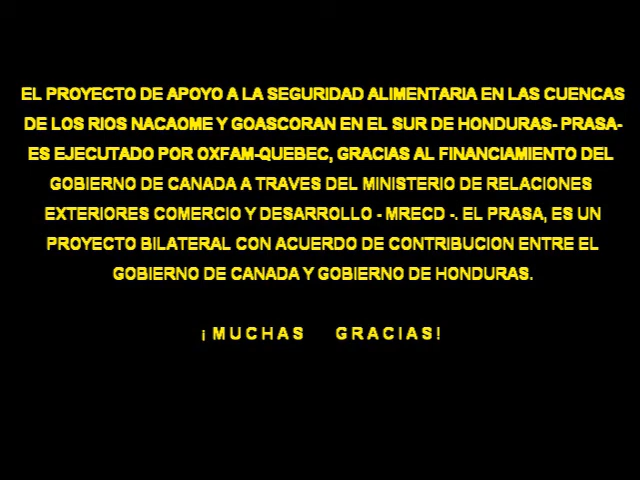 EL PROYECTO DE APOYO A LA SEGURIDAD ALIMENTARIA EN LAS CUENCAS
DE LOS RIOS NACAOME Y GOASCORAN EN EL SUR DE HONDURAS- PRASA-
ES EJECUTADO POR OXFAM-QUEBEC, GRACIAS AL FINANCIAMIENTO DEL
GOBIERNO DE CANADA A TRAVES DEL MINISTERIO DE RELACIONES
EXTERIORES COMERCIO Y DESARROLLO - MRECD -. EL PRASA, ES UN
PROYECTO BILATERAL CON ACUERDO DE CONTRIBUCION ENTRE EL
GOBIERNO DE CANADA Y GOBIERNO DE HONDURAS.
¡ M U C H A S G R A C I A S !